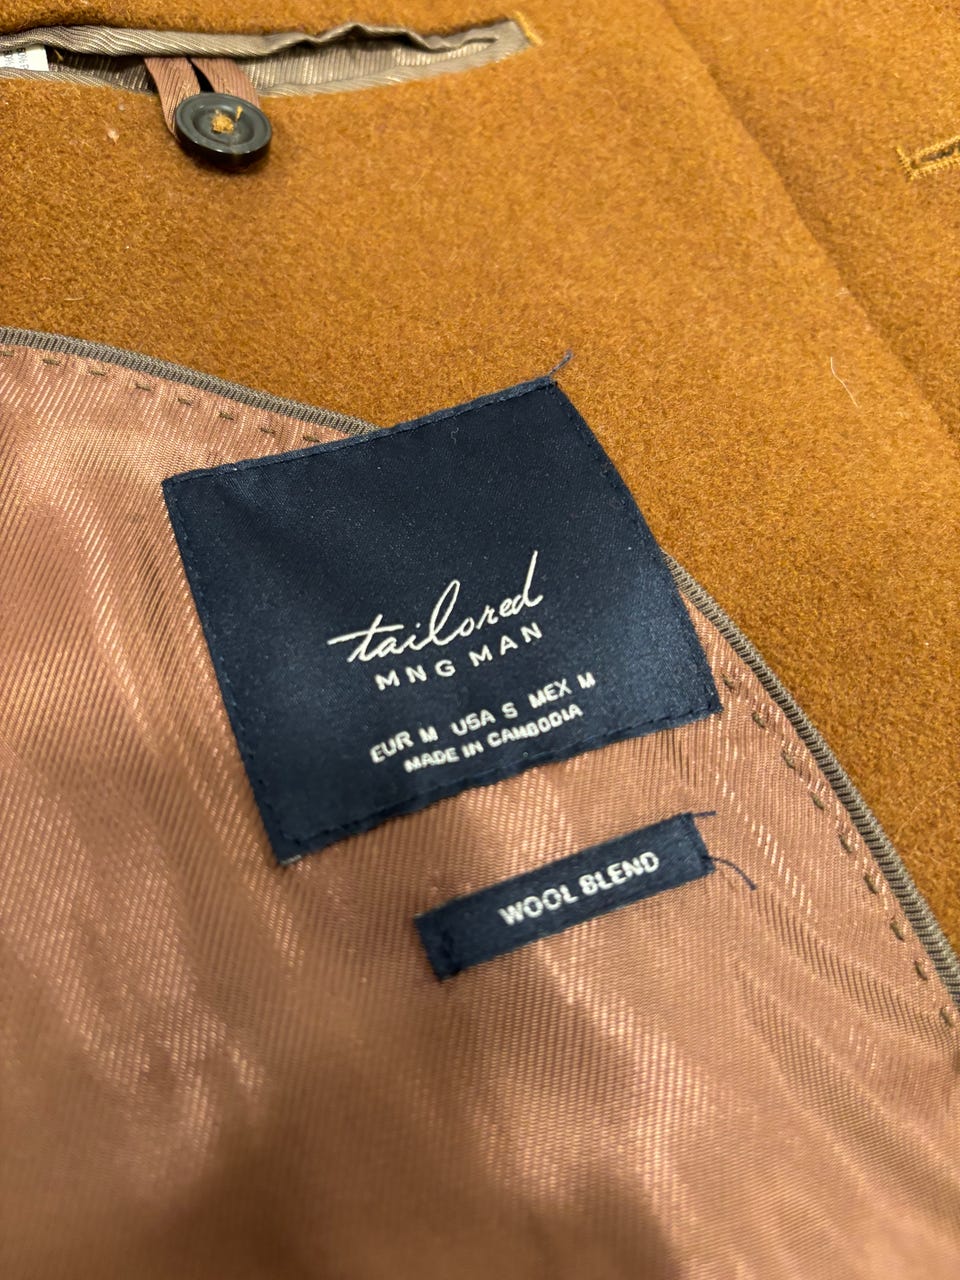 tailored
MNG MAN
EUR M USA S MEX M
MADE IN CAMBODIA
WOOL BLEND